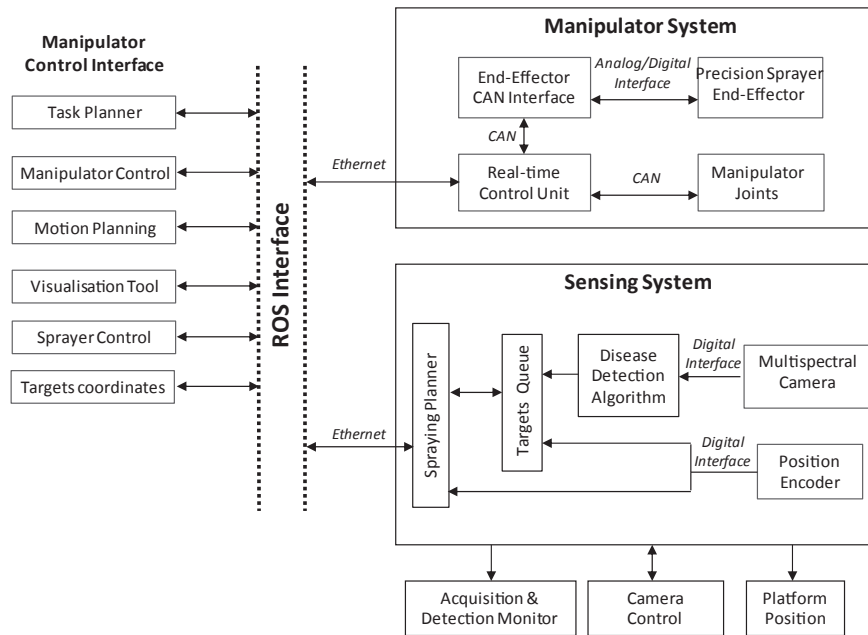 Manipulator
Control Interface
Task Planner
Manipulator Control
Motion Planning
Visualisation Tool
Sprayer Control
Targets coordinates
ROS Interface
Ethernet
Ethernet
Manipulator System
End-Effector
CAN Interface
Analog/Digital
Interface
Precision Sprayer
End-Effector
CAN
Real-time
Control Unit
CAN
Manipulator
Joints
Sensing System
Spraying Planner
Targets Queue
Disease
Detection
Algorithm
Digital
Interface
Multispectral
Camera
Digital
Interface
Position
Encoder
Acquisition &
Detection Monitor
Camera
Control
Platform
Position